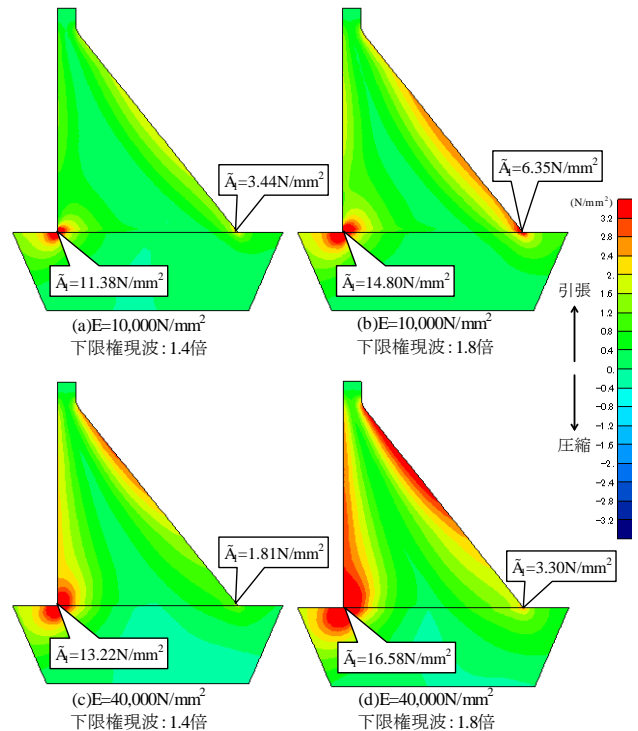 Ã₁=3.44N/mm²
Ã₁=6.35N/mm²
Ã₁=11.38N/mm²
Ã₁=14.80N/mm²
(a)E=10,000N/mm²
下限権現波:1.4倍
(b)E=10,000N/mm²
下限権現波:1.8倍
(N/mm²)
3.2
2.8
2.4
2.
1.6
1.2
0.8
0.4
0.
-0.4
-0.8
-1.2
-1.6
-2.
-2.4
-2.8
-3.2
引張
圧縮
Ã₁=1.81N/mm²
Ã₁=3.30N/mm²
Ã₁=13.22N/mm²
Ã₁=16.58N/mm²
(c)E=40,000N/mm²
下限権現波:1.4倍
(d)E=40,000N/mm²
下限権現波:1.8倍